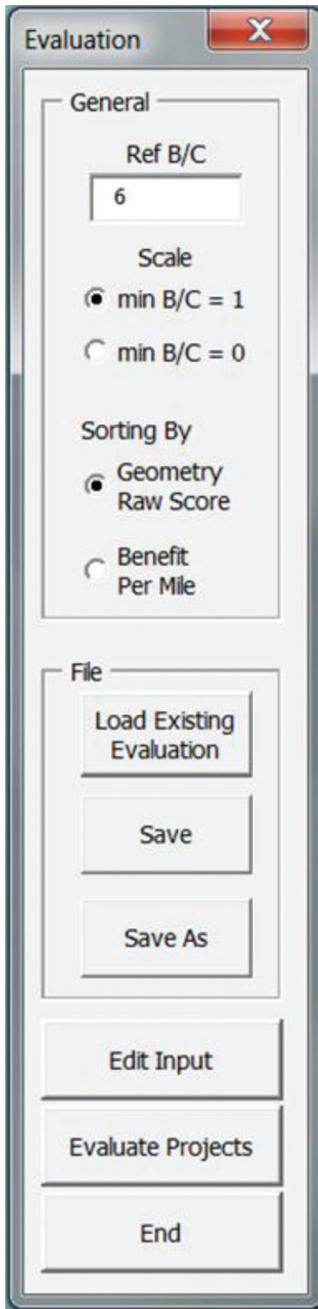 Evaluation
General
Ref B/C
6
Scale
min B/C = 1
min B/C = 0
Sorting By
Geometry
Raw Score
Benefit
Per Mile
File
Load Existing
Evaluation
Save
Save As
Edit Input
Evaluate Projects
End